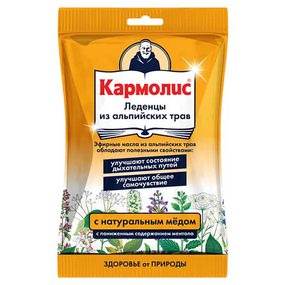 Кармолис®
Леденцы
из альпийских трав
Эфирные масла из альпийских трав
обладают полезными свойствами:
улучшают состояние
дыхательных путей
улучшают общее
самочувствие
с натуральным мёдом
с пониженным содержанием ментола
ЗДОРОВЬЕ от ПРИРОДЫ